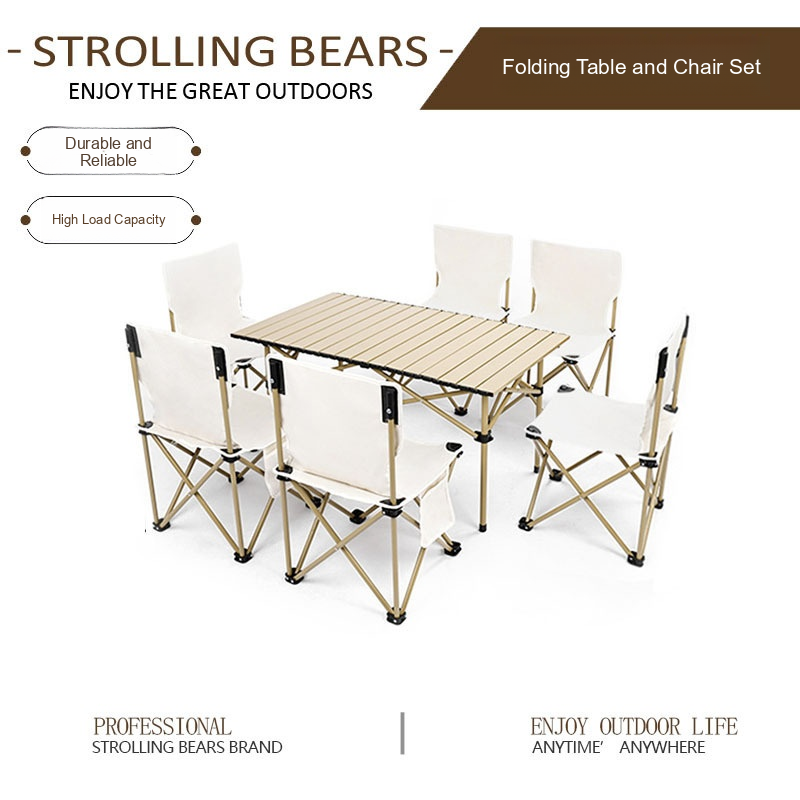 - STROLLING BEARS -
ENJOY THE GREAT OUTDOORS
Folding Table and Chair Set
Durable and
Reliable
High Load Capacity
PROFESSIONAL
STROLLING BEARS BRAND
ENJOY OUTDOOR LIFE
ANYTIME’ ANYWHERE